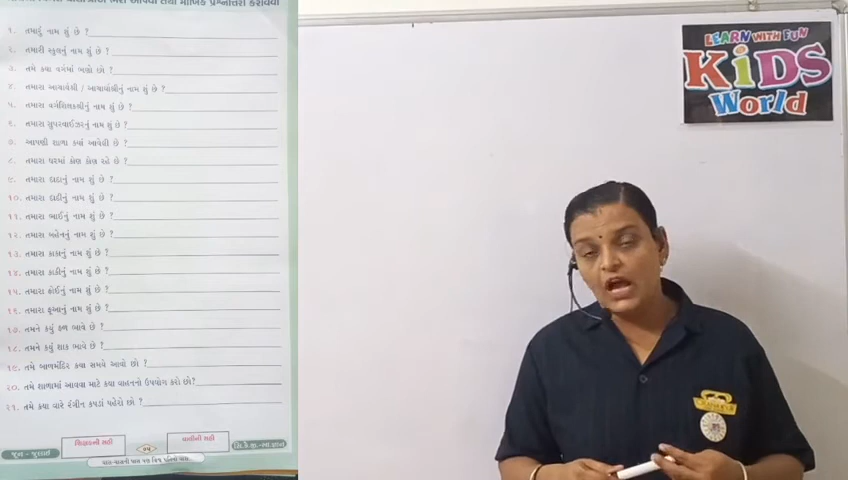 ૧. તમારું નામ શું છે ?
૨. તમારી સ્કુલનું નામ શું છે ?
૩. તમે કયા વર્ગમાં ભણો છો ?
૪. તમારા આચાર્યશ્રી / આચાર્યાશ્રીનું નામ શું છે ?
૫. તમારા વર્ગશિક્ષકશ્રીનું નામ શું છે ?
૬. તમારા સુપરવાઈઝરનું નામ શું છે ?
૭. આપણી શાળા ક્યાં આવેલી છે ?
૮. તમારા ઘરમાં કોણ કોણ રહે છે ?
૯. તમારા દાદાનું નામ શું છે ?
૧૦. તમારા દાદીનું નામ શું છે ?
૧૧. તમારા ભાઈનું નામ શું છે ?
૧૨. તમારા બહેનનું નામ શું છે ?
૧૩. તમારા કાકાનું નામ શું છે ?
૧૪. તમારા કાકીનું નામ શું છે ?
૧૫. તમારા ફોઈનું નામ શું છે ?
૧૬. તમારા ફૂઆનું નામ શું છે ?
૧૭. તમને કયું ફળ ભાવે છે ?
૧૮. તમને કયું શાક ભાવે છે ?
૧૯. તમે બાળમંદિર કયા સમયે આવો છો ?
૨૦. તમે શાળામાં આવવા માટે કયા વાહનનો ઉપયોગ કરો છો ?
૨૧. તમે કયા વારે રંગીન કપડાં પહેરો છો ?
શિક્ષકની સહી
વાલીની સહી
જૂન - જુલાઈ
LEARN WITH FUN
KiDS
World